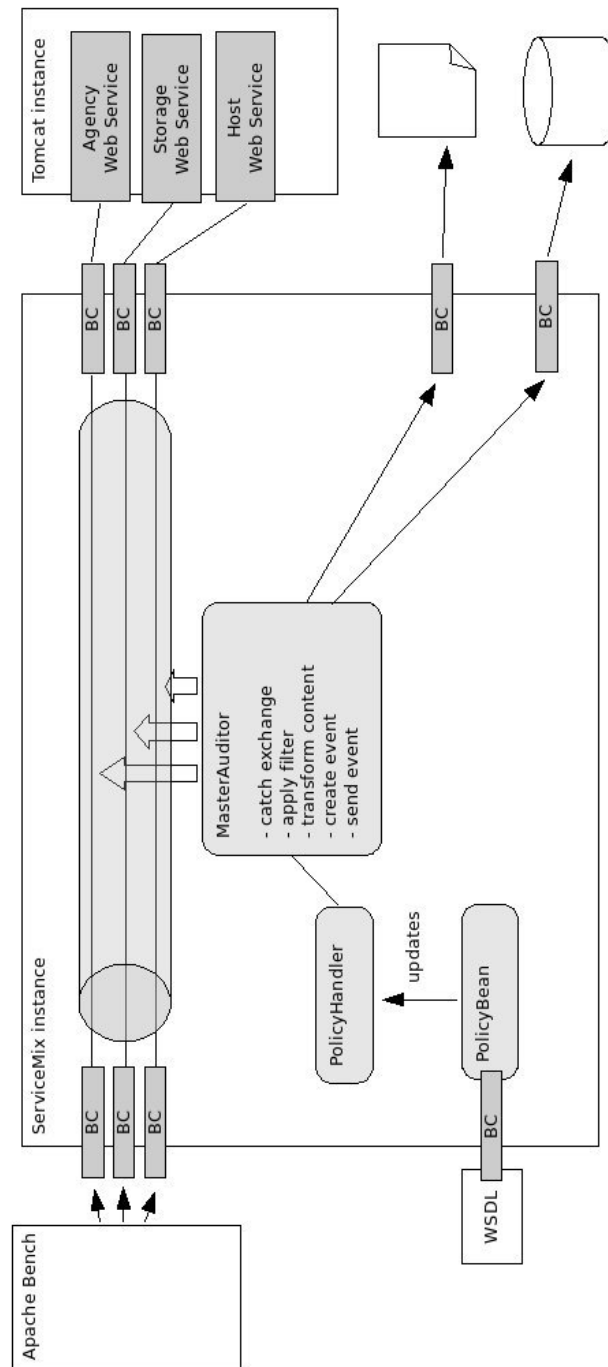 Apache Bench
ServiceMix instance
BC
BC
BC
BC
BC
BC
Tomcat instance
Agency
Web Service
Storage
Web Service
Host
Web Service
MasterAuditor
- catch exchange
- apply filter
- transform content
- create event
- send event
PolicyHandler
updates
PolicyBean
BC
WSDL
BC
BC